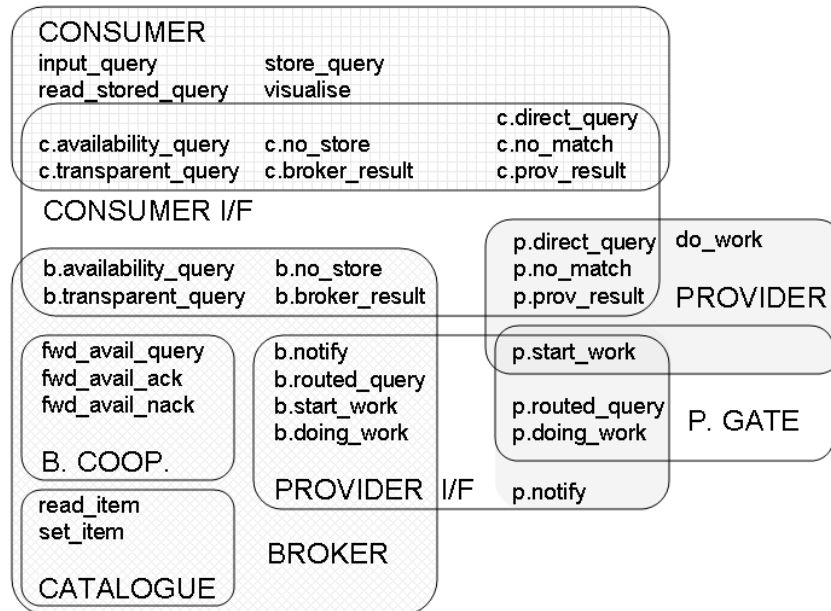 CONSUMER
input_query store_query
read_stored_query visualise
c.direct_query
c.availability_query c.no_store c.no_match
c.transparent_query c.broker_result c.prov_result
CONSUMER I/F
p.direct_query do_work
b.availability_query b.no_store p.no_match
b.transparent_query b.broker_result p.prov_result PROVIDER
fwd_avail_query b.notify p.start_work
fwd_avail_ack b.routed_query
fwd_avail_nack b.start_work p.routed_query
b.doing_work p.doing_work P. GATE
B. COOP.
PROVIDER I/F p.notify
read_item
set_item
BROKER
CATALOGUE